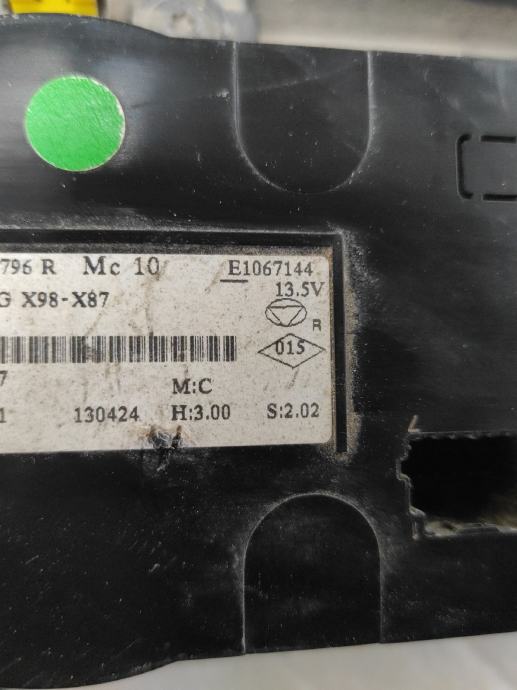 796 R Mc 10 E1067144
G X98-X87 13.5V
R
015
7 M:C
1 130424 H:3.00 S:2.02